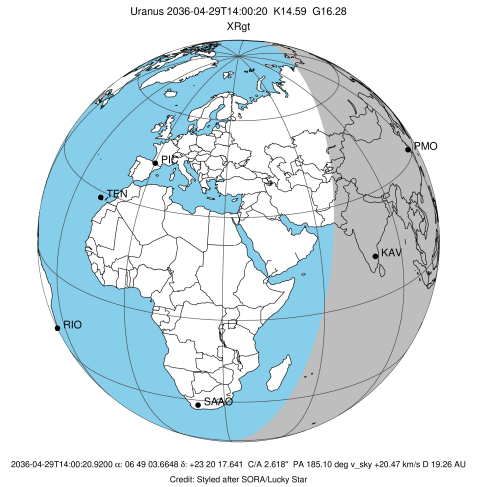 Uranus 2036-04-29T14:00:20 K14.59 G16.28
XRgt
PMO
PIC
TEN
KAV
RIO
SAAO
2036-04-29T14:00:20.9200 α: 06 49 03.6648 δ: +23 20 17.641 C/A 2.618" PA 185.10 deg v_sky +20.47 km/s D 19.26 AU
Credit: Styled after SORA/Lucky Star